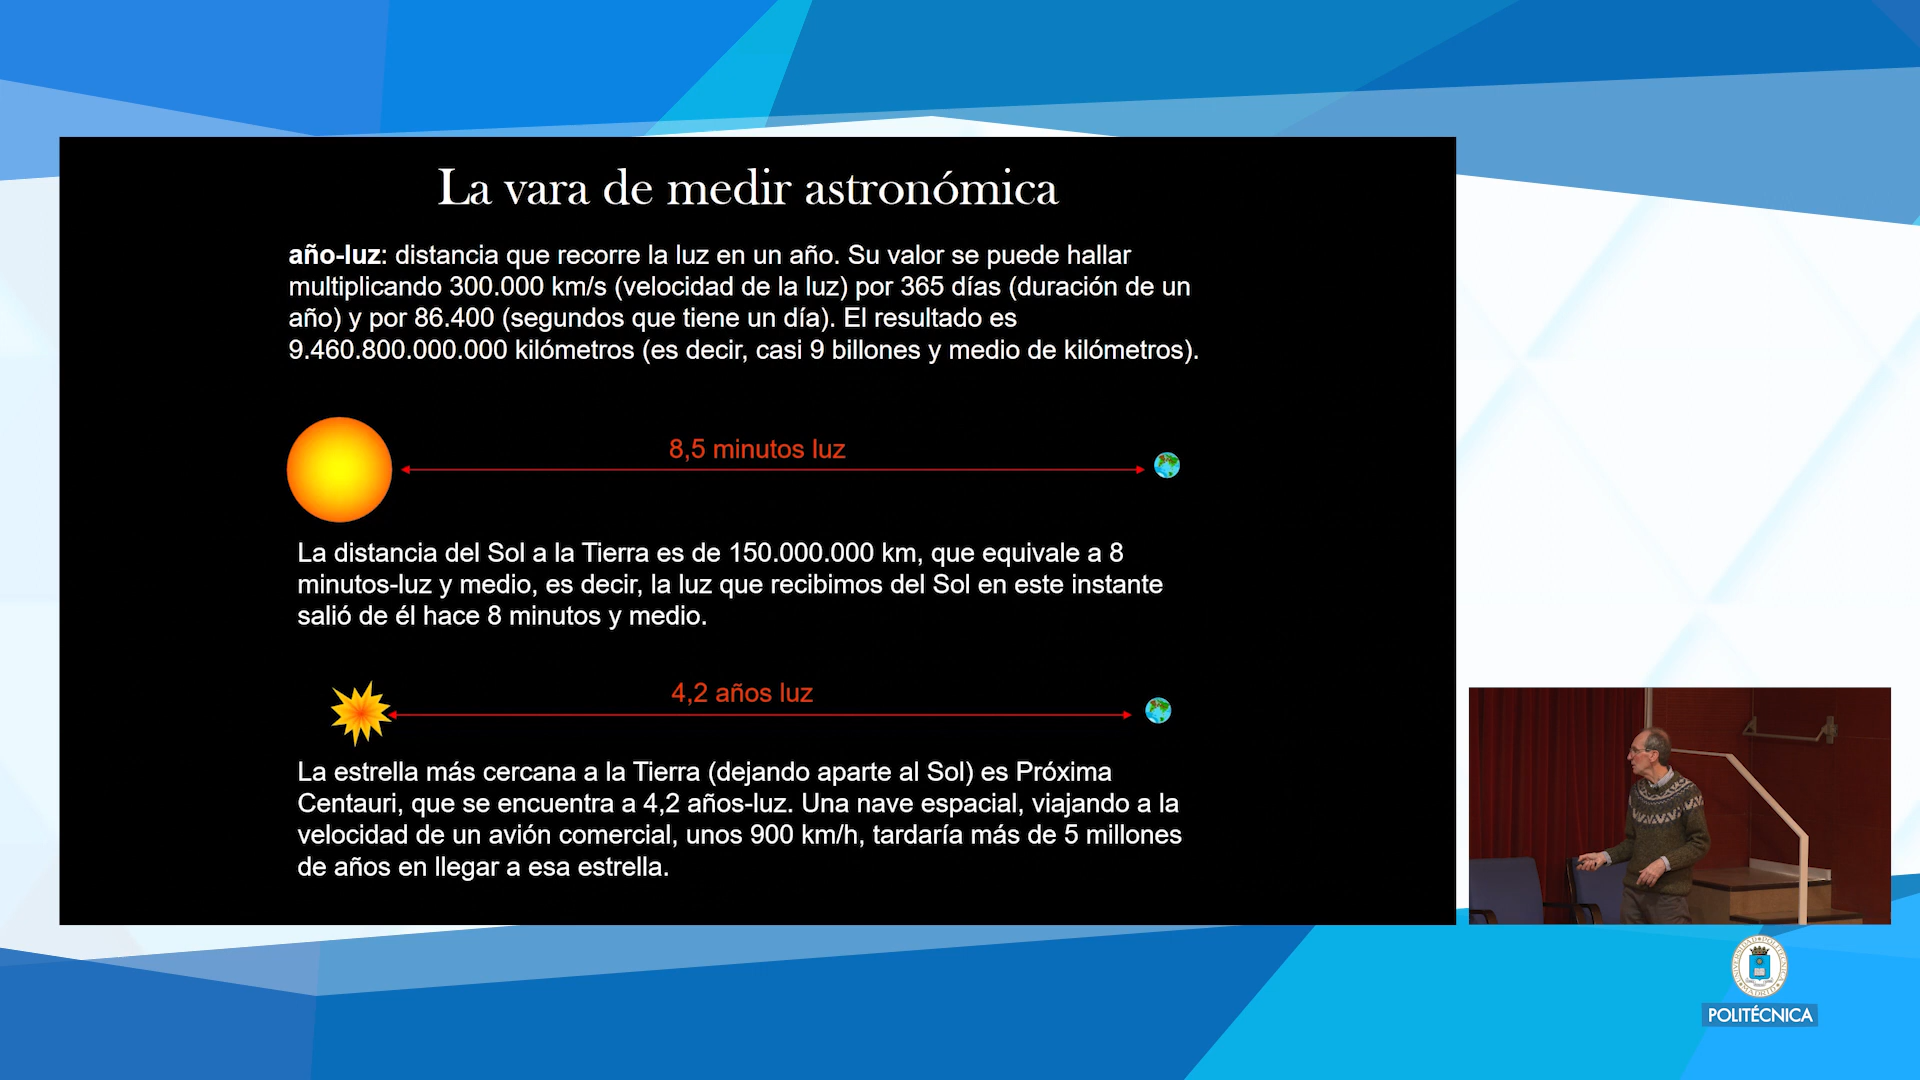 La vara de medir astronómica
año-luz: distancia que recorre la luz en un año. Su valor se puede hallar
multiplicando 300.000 km/s (velocidad de la luz) por 365 días (duración de un
año) y por 86.400 (segundos que tiene un día). El resultado es
9.460.800.000.000 kilómetros (es decir, casi 9 billones y medio de kilómetros).
8,5 minutos luz
La distancia del Sol a la Tierra es de 150.000.000 km, que equivale a 8
minutos-luz y medio, es decir, la luz que recibimos del Sol en este instante
salió de él hace 8 minutos y medio.
4,2 años luz
La estrella más cercana a la Tierra (dejando aparte al Sol) es Próxima
Centauri, que se encuentra a 4,2 años-luz. Una nave espacial, viajando a la
velocidad de un avión comercial, unos 900 km/h, tardaría más de 5 millones
de años en llegar a esa estrella.
POLITÉCNICA